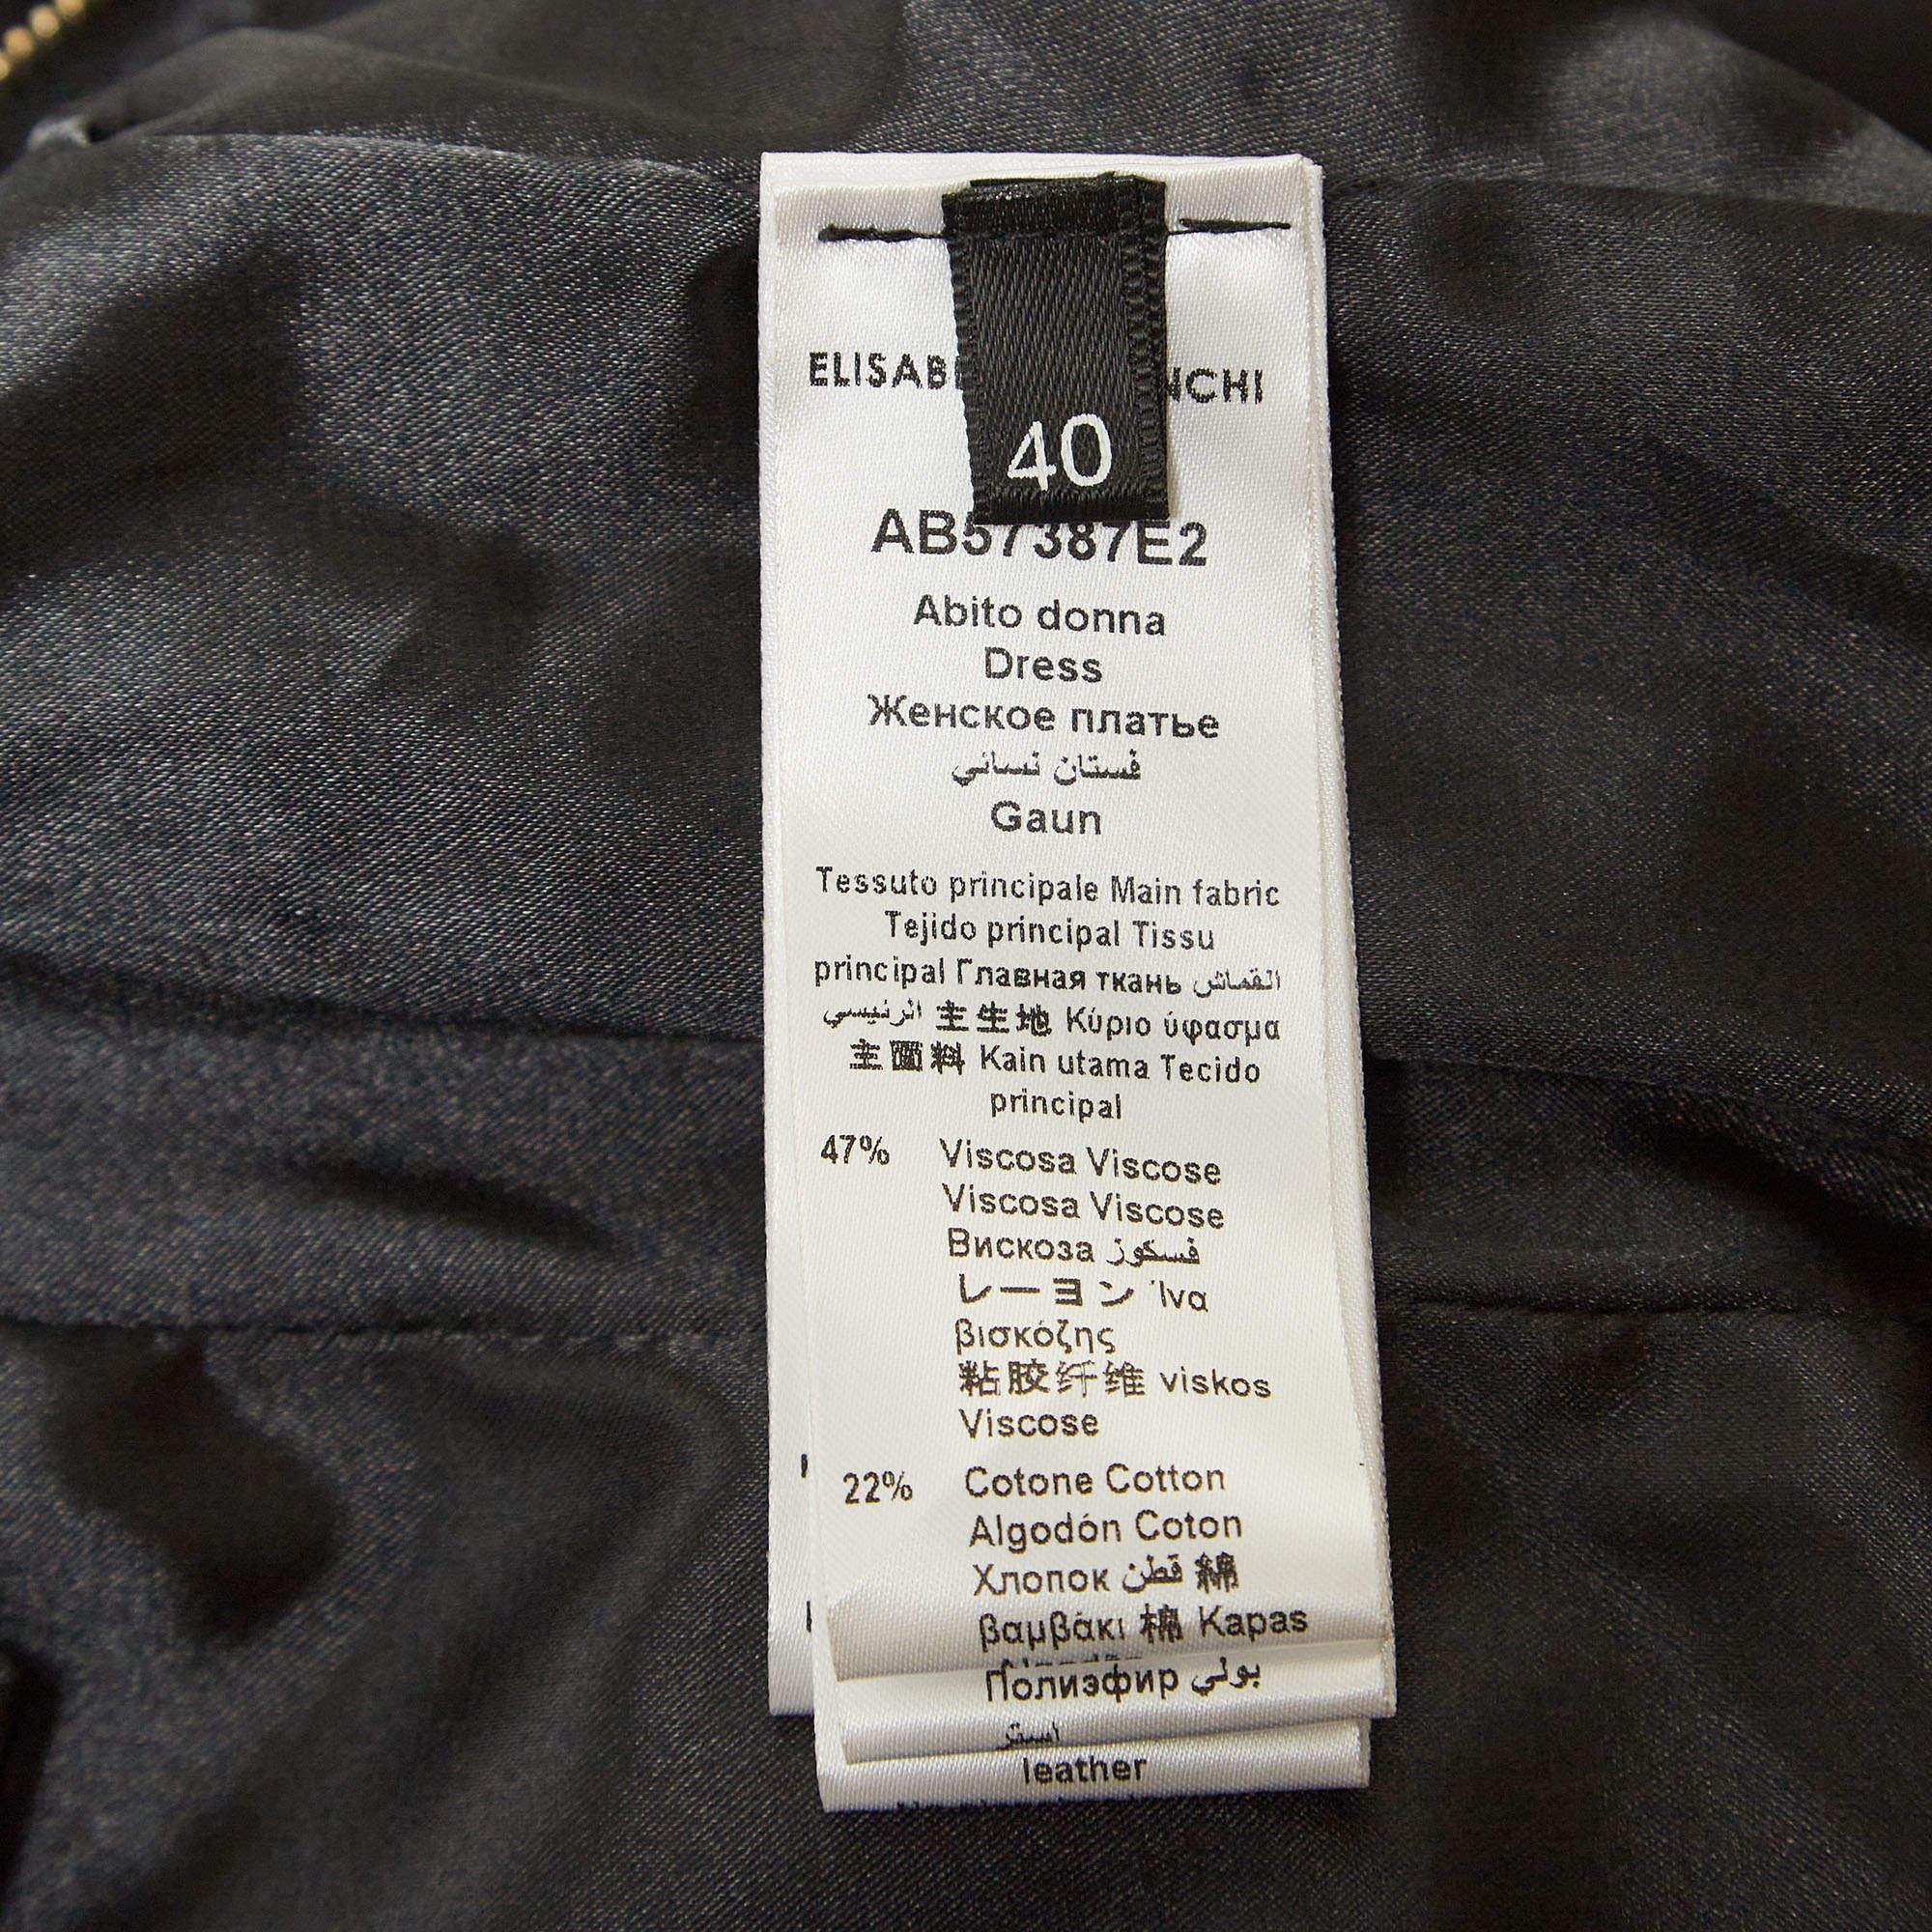 40
AB57387E2
Abito donna
Dress
Женское платье
فستان نسائي
Gaun
Tessuto principale Main fabric
Tejido principal Tissu
principal Главная ткань القماش
الرئيسي 主生地 Κύριο ύφασμα
主面料 Kain utama Tecido
principal
47% Viscosa Viscose
Viscosa Viscose
Вискоза فسكوز
レーヨン Ίνα
βισκόζης
粘胶纤维 viskos
Viscose
22% Cotone Cotton
Algodón Coton
Хлопок قطن 綿
βαμβάκι 棉 Kapas
Полиэфир بولي
استر
leather